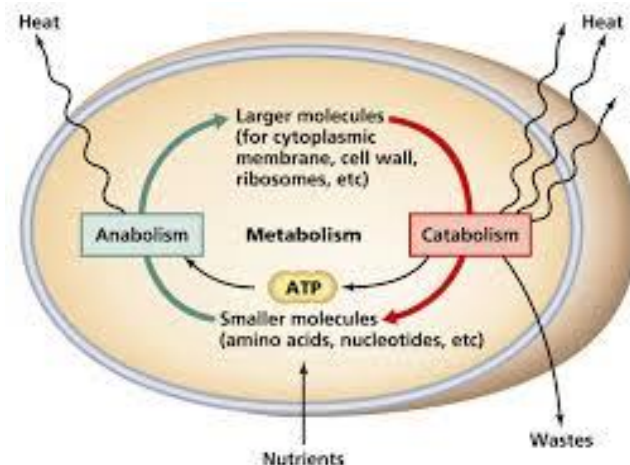 Heat
Heat
Larger molecules
(for cytoplasmic
membrane, cell wall,
ribosomes, etc)
Anabolism
Metabolism
Catabolism
ATP
Smaller molecules
(amino acids, nucleotides, etc)
Nutrients
Wastes